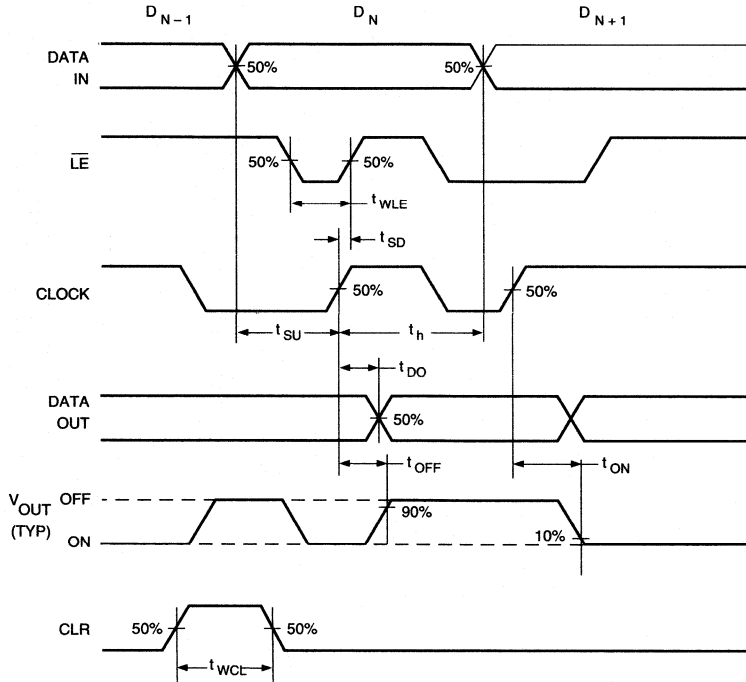 D N – 1 D N D N + 1
DATA IN 50% 50%
LE 50% 50%
t WLE
t SD
CLOCK 50% 50%
t SU t h
t DO
DATA OUT 50%
t OFF t ON
V OUT (TYP) OFF 90%
ON 10%
CLR 50% 50%
t WCL